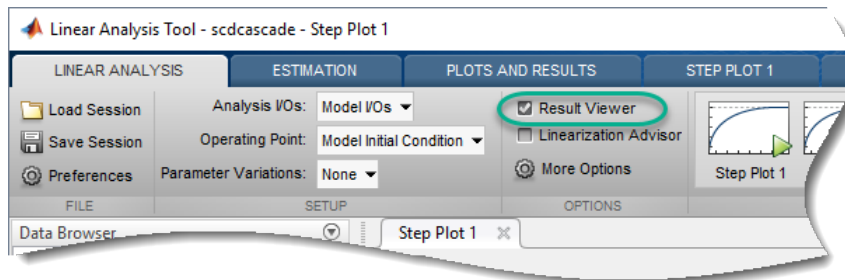 Linear Analysis Tool - scdcascade - Step Plot 1
LINEAR ANALYSIS ESTIMATION PLOTS AND RESULTS STEP PLOT 1
Load Session Analysis I/Os: Model I/Os Result Viewer
Save Session Operating Point: Model Initial Condition Linearization Advisor
Preferences Parameter Variations: None More Options Step Plot 1
FILE SETUP OPTIONS
Data Browser Step Plot 1